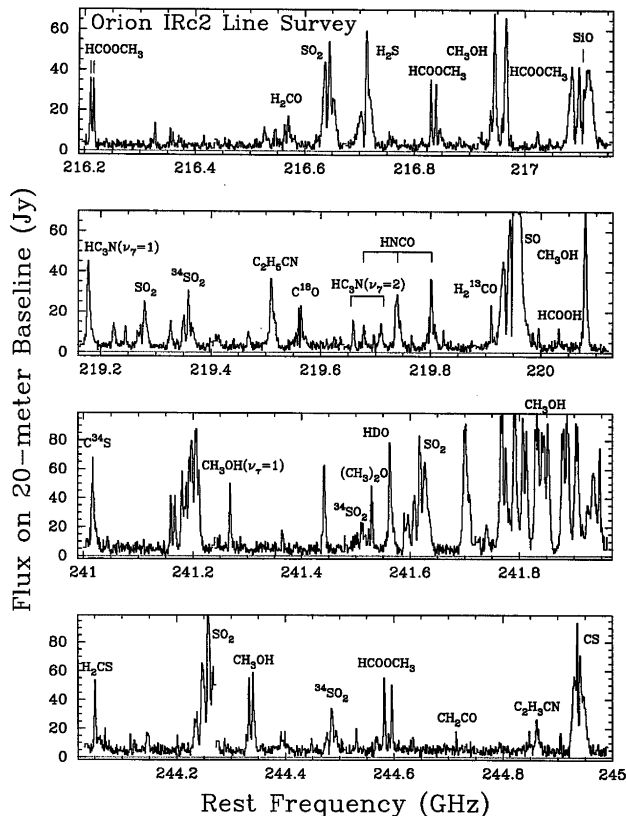 Orion IRc2 Line Survey
HCOOCH3
H2CO
SO2
H2S
HCOOCH3
CH3OH
HCOOCH3
SiO
60
40
20
0
216.2
216.4
216.6
216.8
217
HC3N(ν7=1)
SO2
34SO2
C2H5CN
C18O
HNCO
HC3N(ν7=2)
H213CO
SO
CH3OH
HCOOH
60
40
20
0
219.2
219.4
219.6
219.8
220
C34S
CH3OH(ν7=1)
34SO2
(CH3)2O
HDO
SO2
CH3OH
80
60
40
20
0
241
241.2
241.4
241.6
241.8
H2CS
SO2
CH3OH
34SO2
HCOOCH3
CH2CO
C2H3CN
CS
80
60
40
20
0
244.2
244.4
244.6
244.8
245
Flux on 20-meter Baseline (Jy)
Rest Frequency (GHz)